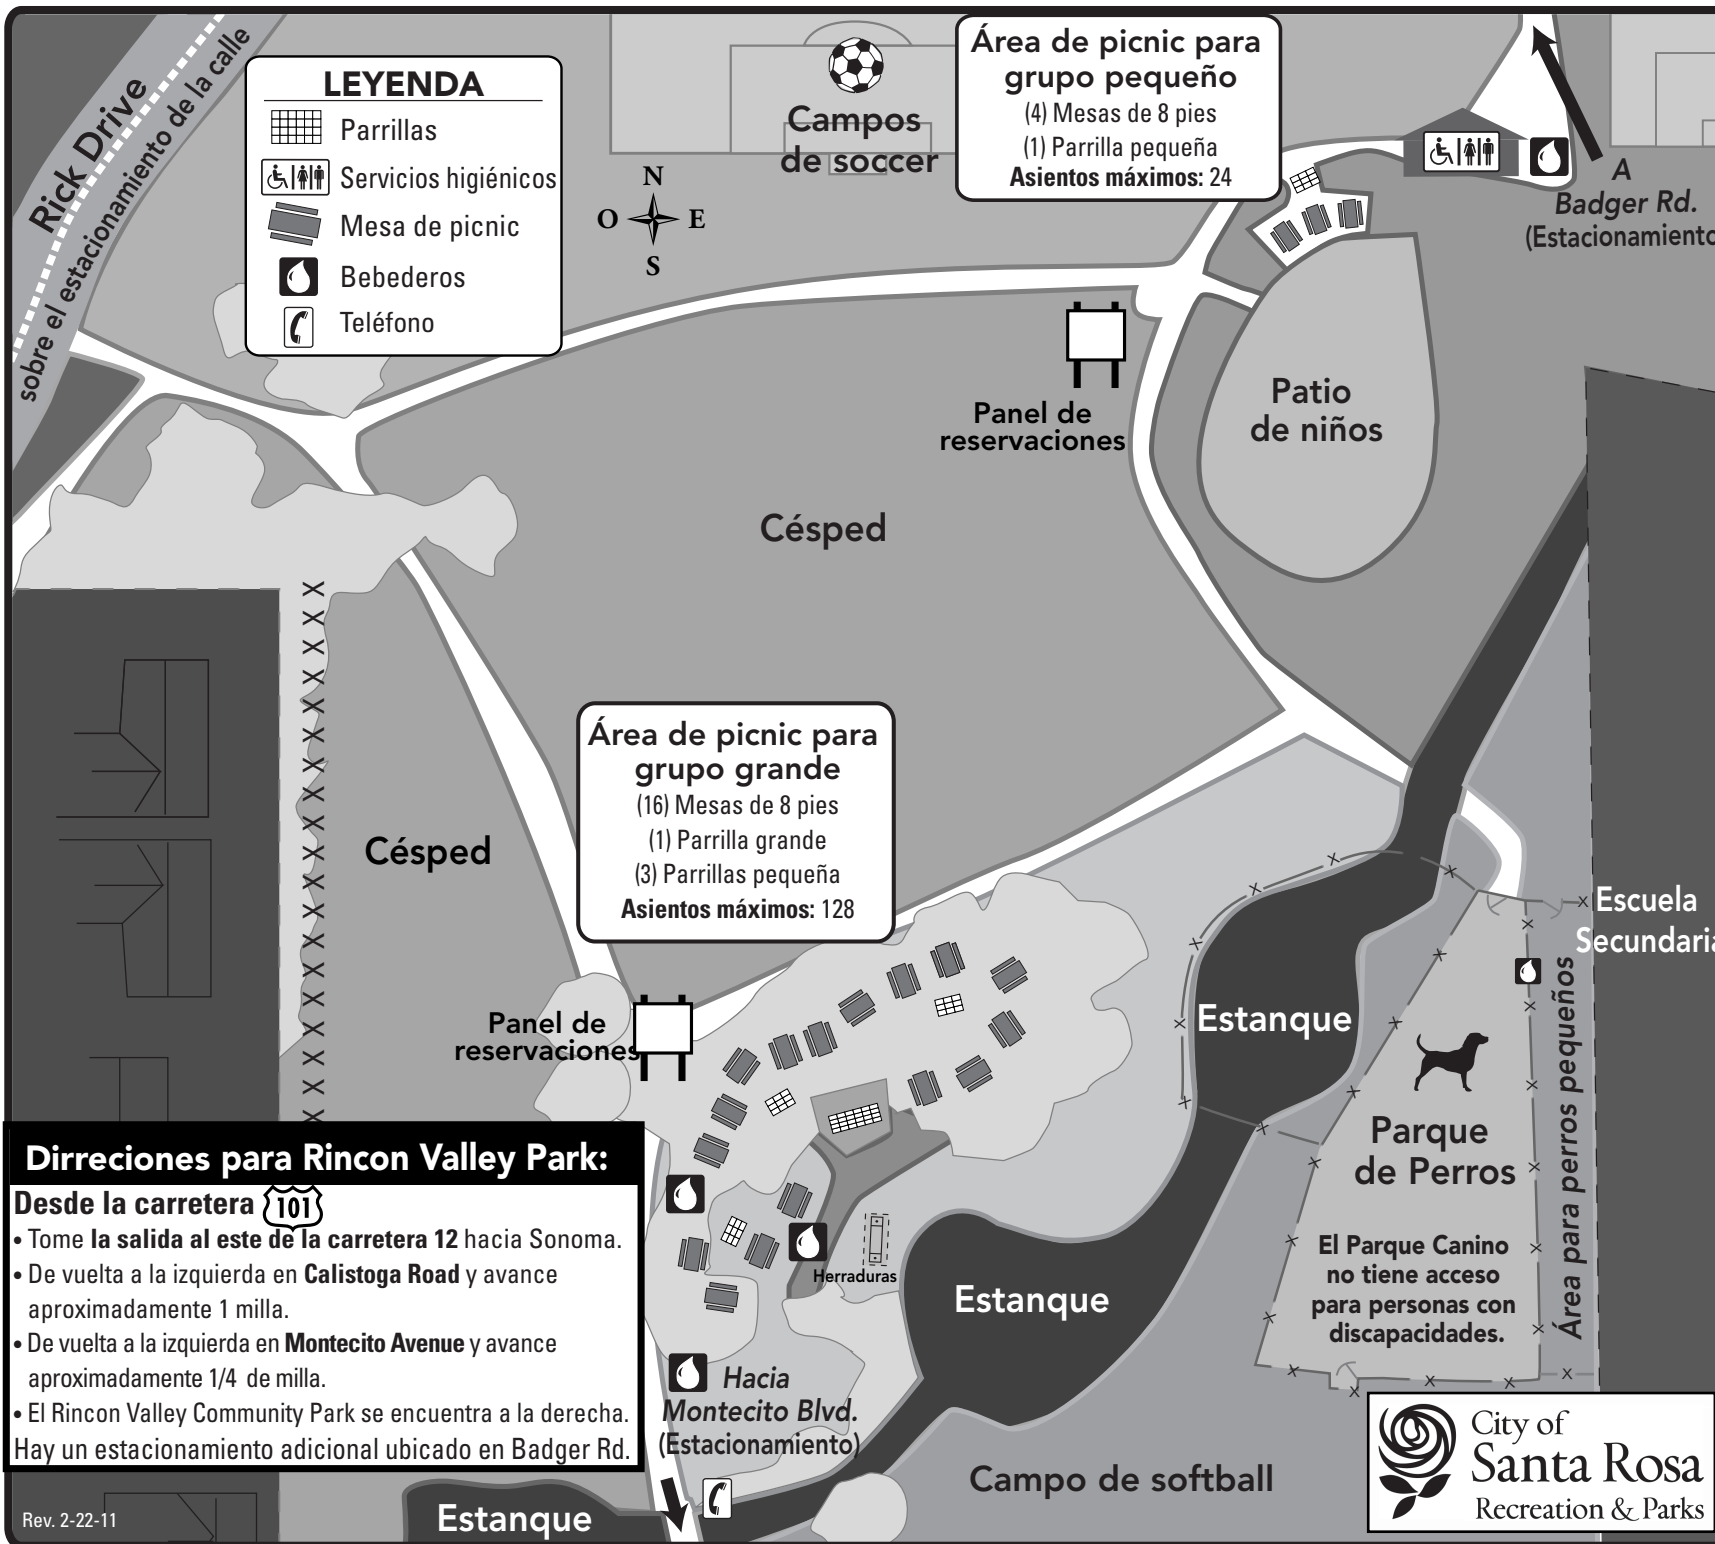 Rick Drive
sobre el estacionamiento de la calle
LEYENDA
Parrillas
Servicios higiénicos
Mesa de picnic
Bebederos
Teléfono
Campos
de soccer
N
O
E
S
Área de picnic para
grupo pequeño
(4) Mesas de 8 pies
(1) Parrilla pequeña
Asientos máximos: 24
A
Badger Rd.
(Estacionamiento
Panel de
reservaciones
Patio
de niños
Césped
Área de picnic para
grupo grande
(16) Mesas de 8 pies
(1) Parrilla grande
(3) Parrillas pequeña
Asientos máximos: 128
Césped
Escuela
Secundaria
Panel de
reservaciones
Estanque
Área para perros pequeños
Parque
de Perros
El Parque Canino
no tiene acceso
para personas con
discapacidades.
Dirreciones para Rincon Valley Park:
Desde la carretera 101
• Tome la salida al este de la carretera 12 hacia Sonoma.
• De vuelta a la izquierda en Calistoga Road y avance
aproximadamente 1 milla.
• De vuelta a la izquierda en Montecito Avenue y avance
aproximadamente 1/4 de milla.
• El Rincon Valley Community Park se encuentra a la derecha.
Hay un estacionamiento adicional ubicado en Badger Rd.
Herraduras
Estanque
Hacia
Montecito Blvd.
(Estacionamiento)
Campo de softball
Estanque
Rev. 2-22-11
City of
Santa Rosa
Recreation & Parks